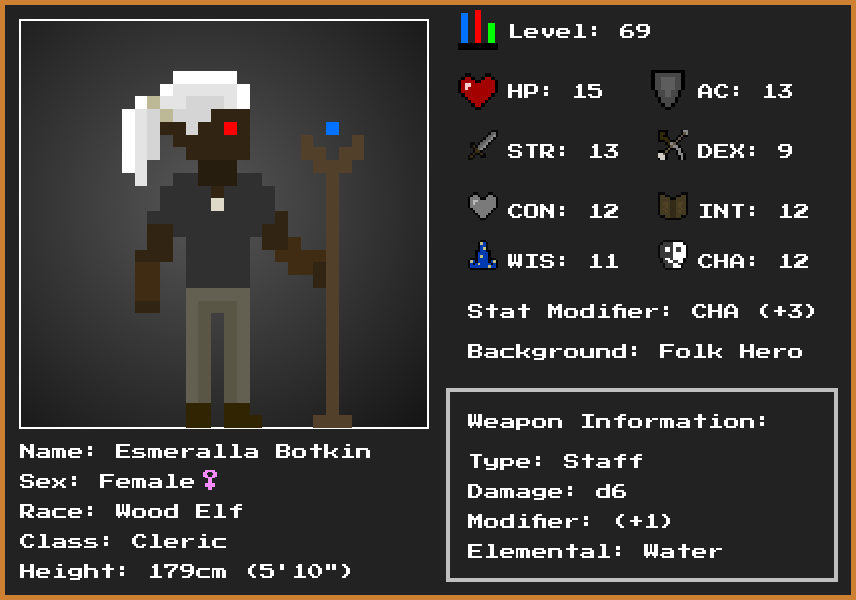 Level: 69
HP: 15 AC: 13
STR: 13 DEX: 9
CON: 12 INT: 12
WIS: 11 CHA: 12
Stat Modifier: CHA (+3)
Background: Folk Hero
Weapon Information:
Type: Staff
Damage: d6
Modifier: (+1)
Elemental: Water
Name: Esmeralla Botkin
Sex: Female♀
Race: Wood Elf
Class: Cleric
Height: 179cm (5'10")